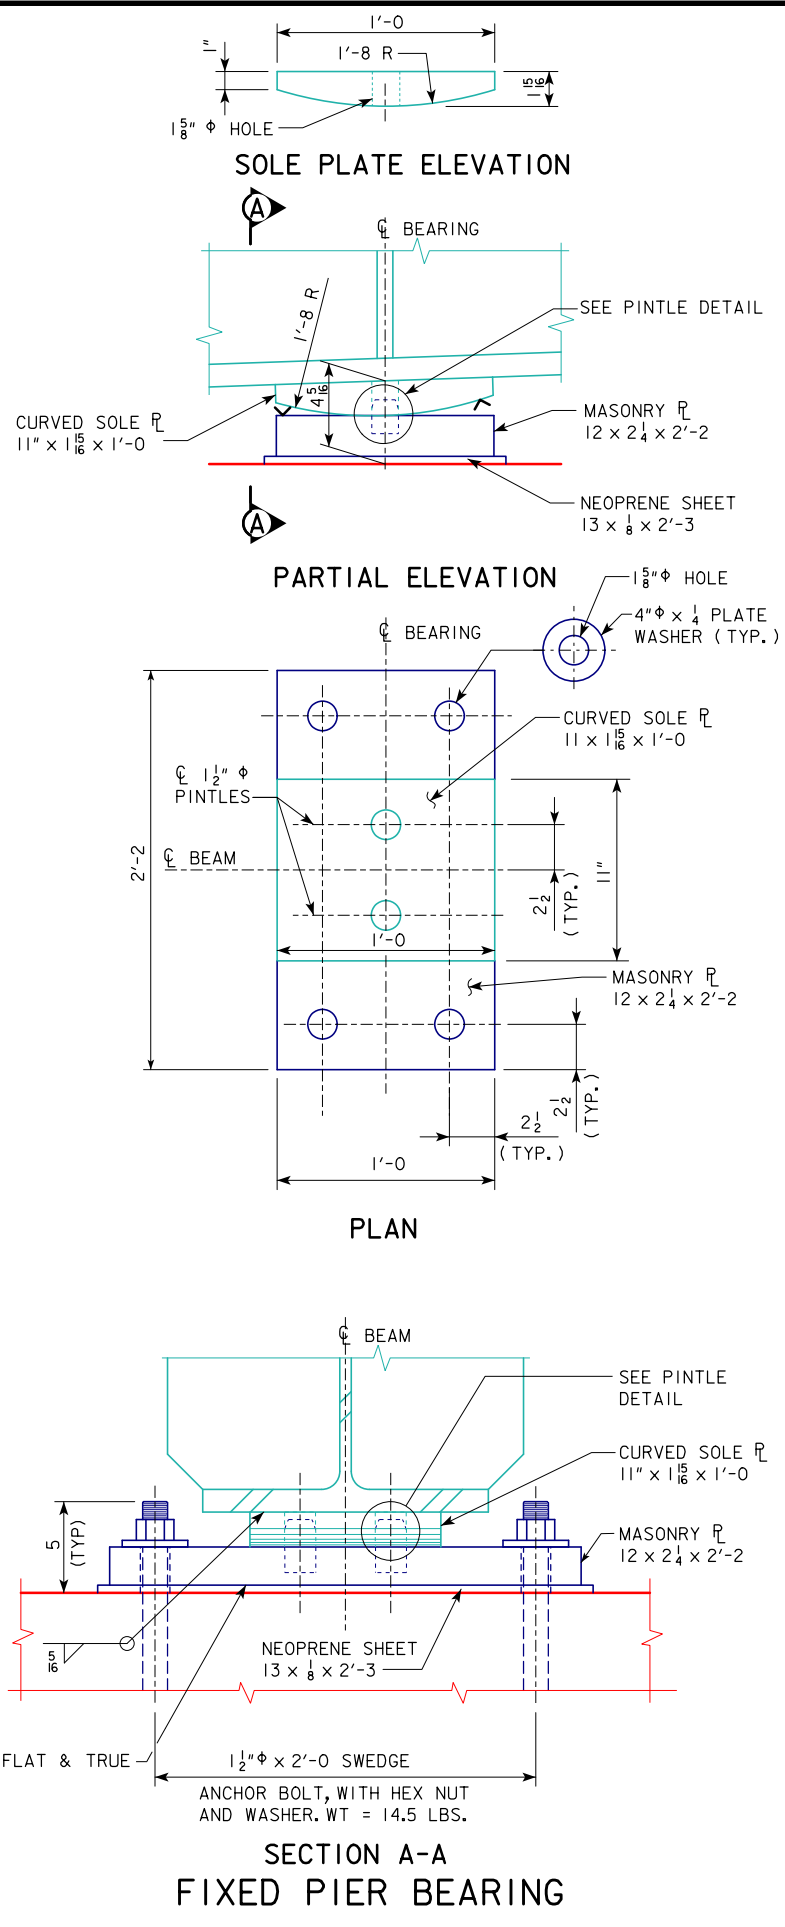 1'-0
1"
1'-8 R
1 15/16
1 5/8" Φ HOLE
SOLE PLATE ELEVATION
A
℄ BEARING
1'-8 R
SEE PINTLE DETAIL
4 5/16
CURVED SOLE ⅊
11" x 1 15/16 x 1'-0
MASONRY ⅊
12 x 2 1/4 x 2'-2
NEOPRENE SHEET
13 x 1/8 x 2'-3
A
PARTIAL ELEVATION
1 5/8" Φ HOLE
4"Φ x 1/4 PLATE
WASHER (TYP.)
℄ BEARING
CURVED SOLE ⅊
11 x 1 15/16 x 1'-0
℄ 1 1/2" Φ
PINTLES
2'-2
℄ BEAM
2 1/2
(TYP.)
11"
1'-0
MASONRY ⅊
12 x 2 1/4 x 2'-2
2 1/2
(TYP.)
2 1/2
(TYP.)
1'-0
PLAN
℄ BEAM
SEE PINTLE
DETAIL
CURVED SOLE ⅊
11" x 1 15/16 x 1'-0
5
(TYP)
MASONRY ⅊
12 x 2 1/4 x 2'-2
5/16
NEOPRENE SHEET
13 x 1/8 x 2'-3
FLAT & TRUE
1 1/2"Φ x 2'-0 SWEDGE
ANCHOR BOLT, WITH HEX NUT
AND WASHER. WT = 14.5 LBS.
SECTION A-A
FIXED PIER BEARING